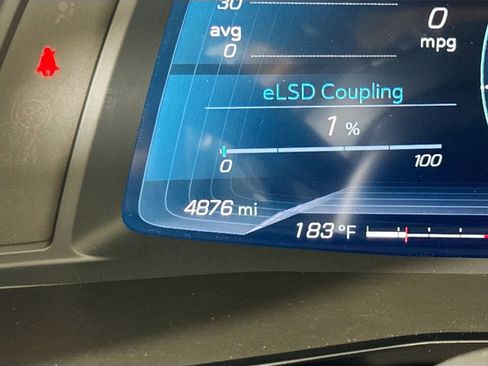 30
avg
0
0
mpg
eLSD Coupling
1 %
0 100
4876 mi
183 °F